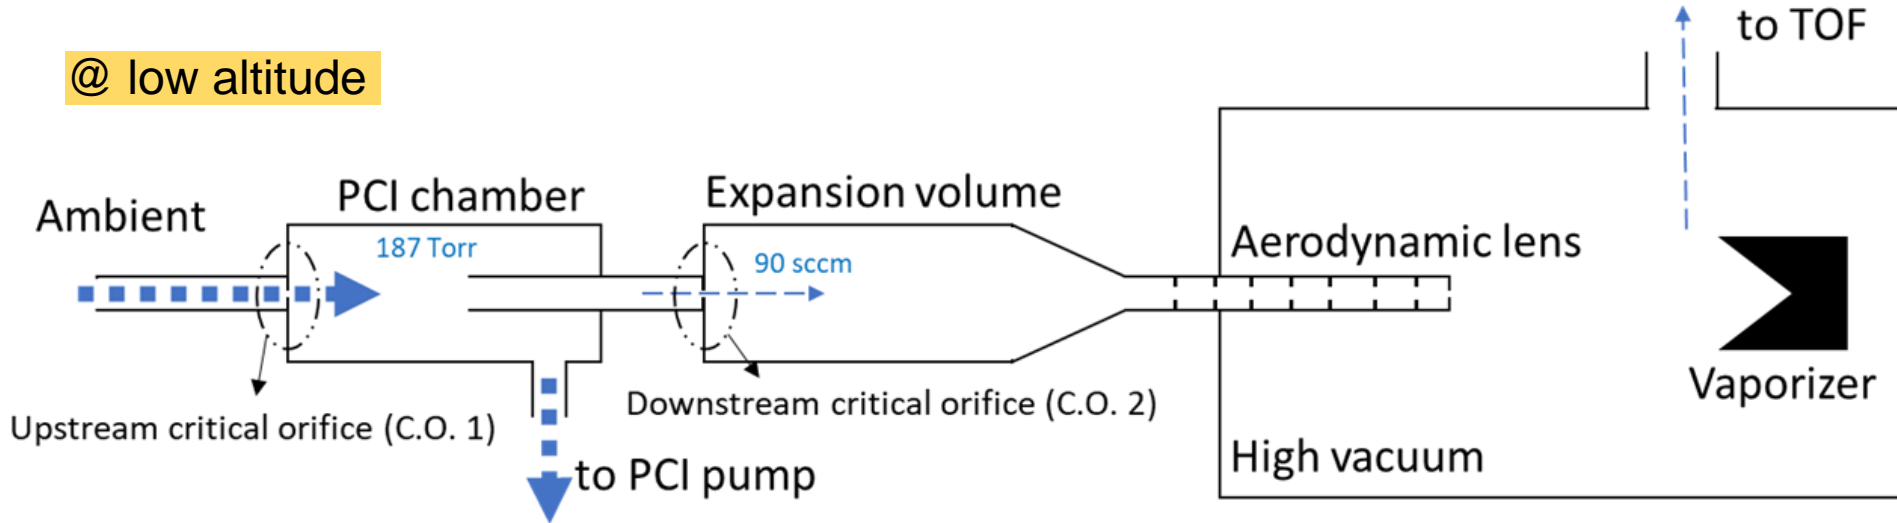 to TOF
@ low altitude
Ambient
PCI chamber
Expansion volume
187 Torr
90 sccm
Aerodynamic lens
Upstream critical orifice (C.O. 1)
Downstream critical orifice (C.O. 2)
Vaporizer
to PCI pump
High vacuum